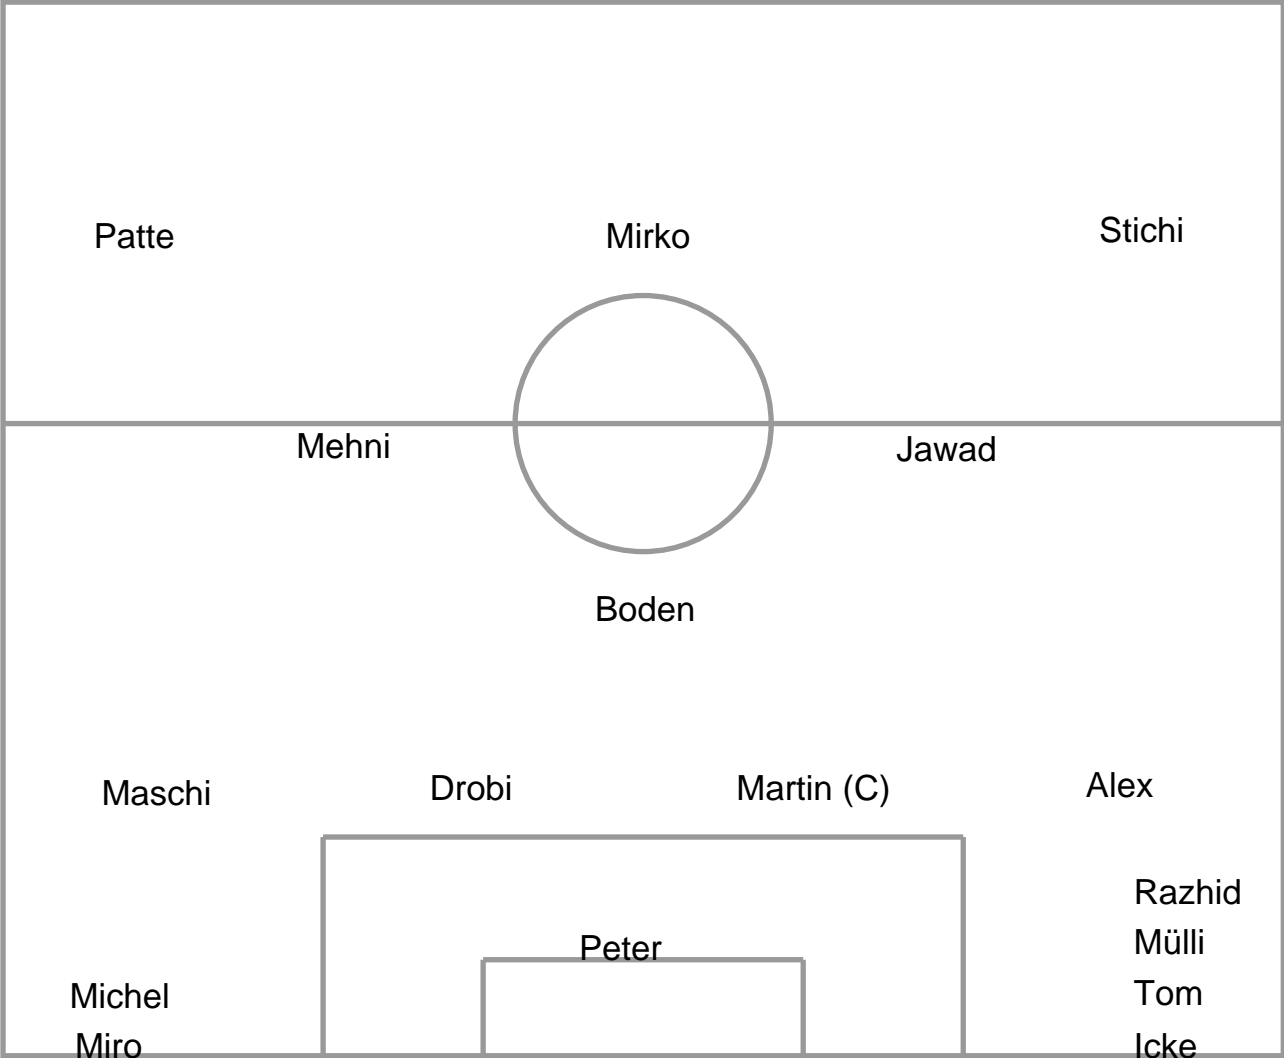 Patte
Mirko
Stichi
Mehni
Jawad
Boden
Maschi
Drobi
Martin (C)
Alex
Razhid
Mülli
Peter
Michel
Tom
Miro
Icke